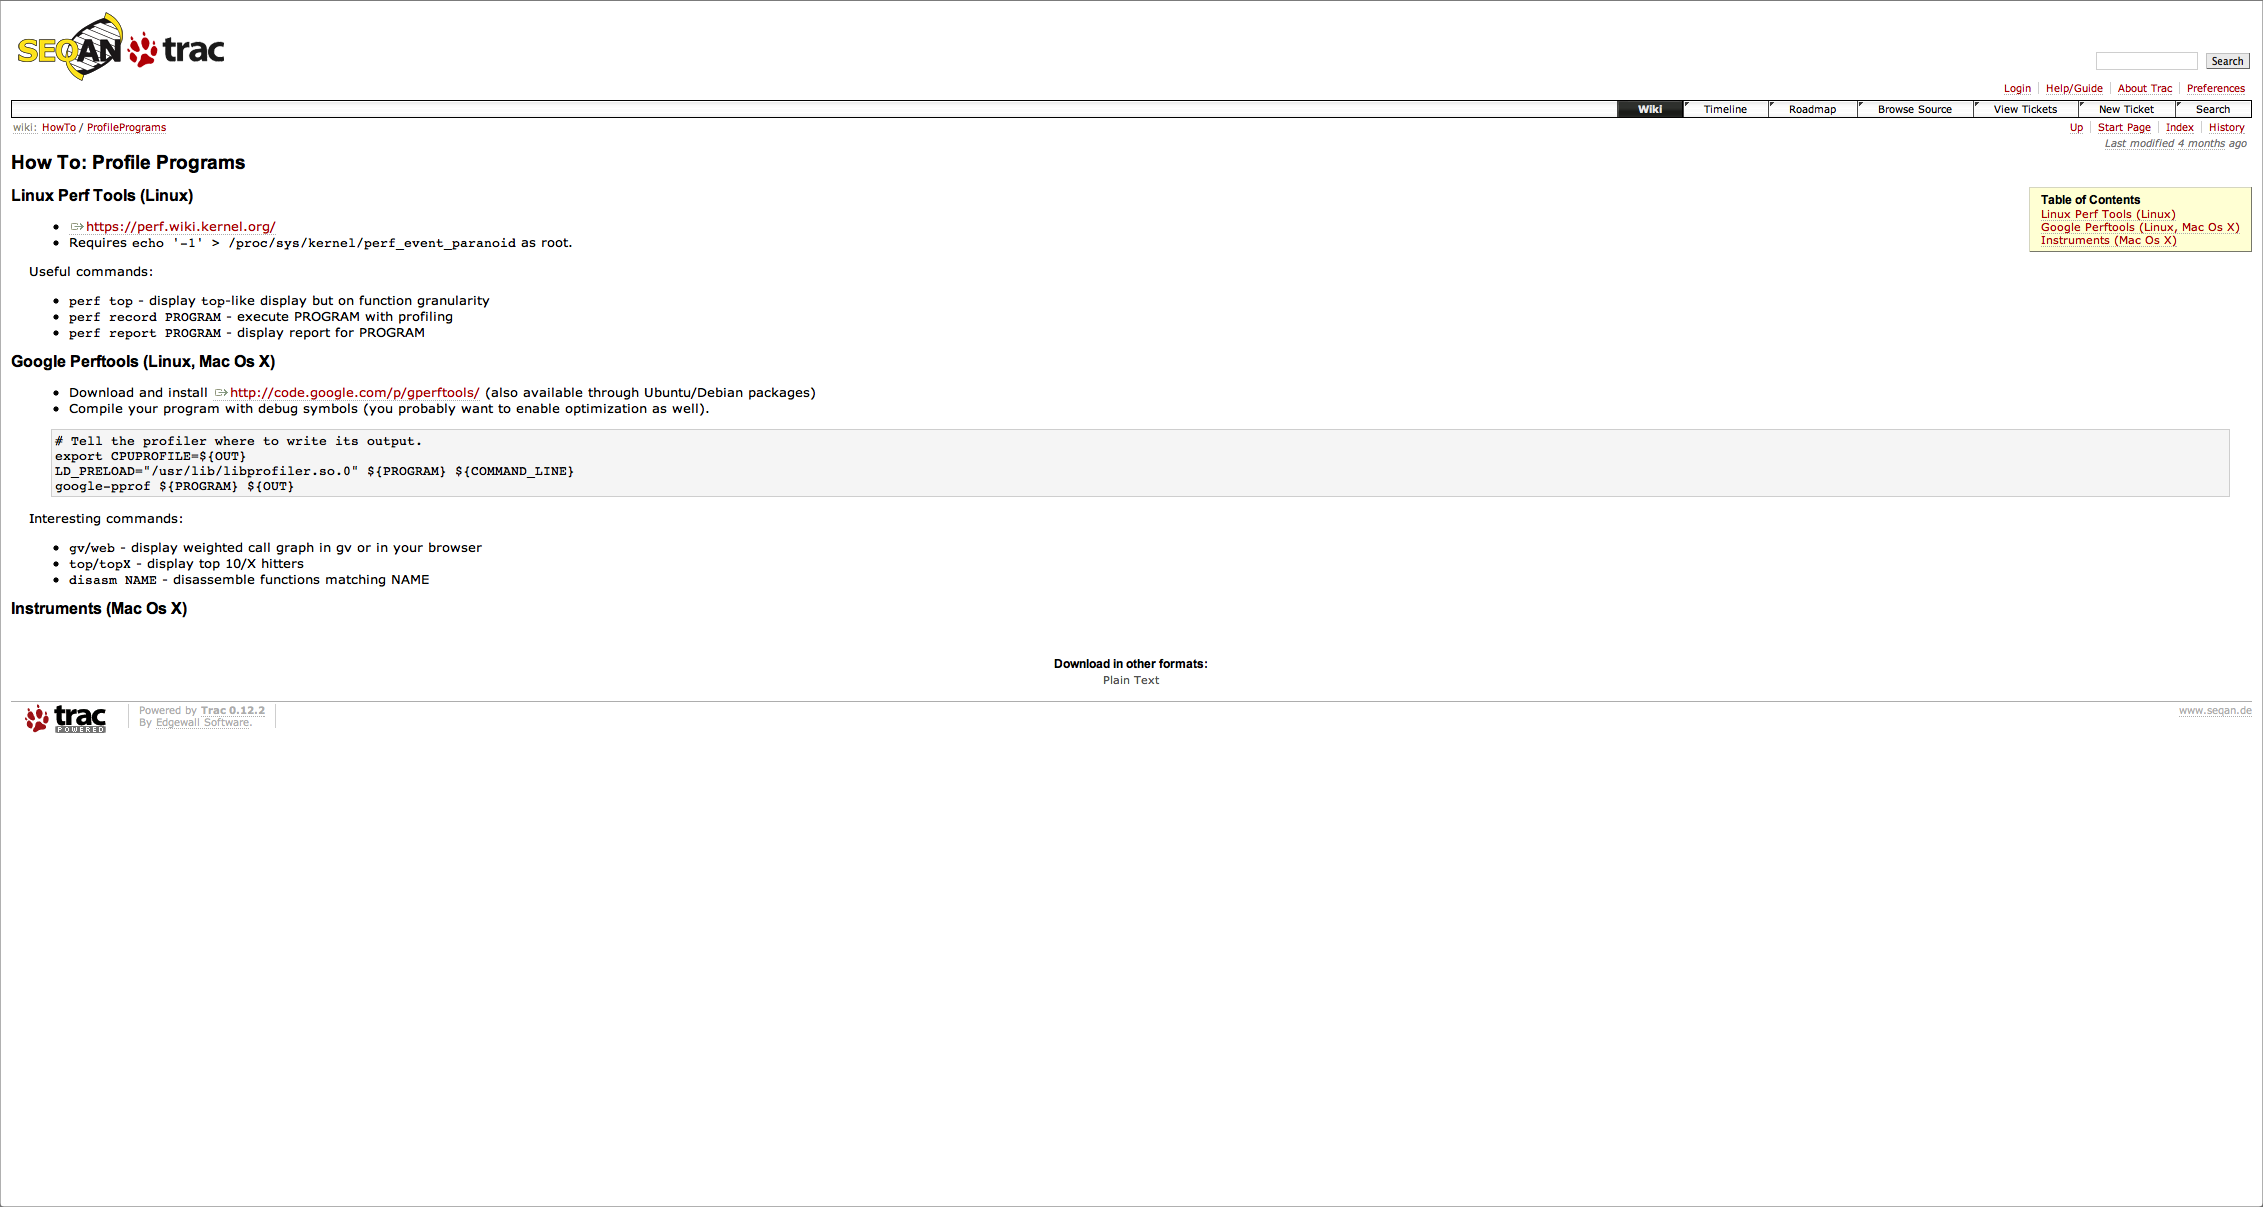 SEQAN trac
Search
Login Help/Guide About Trac Preferences
Wiki Timeline Roadmap Browse Source View Tickets New Ticket Search
wiki: HowTo / ProfilePrograms
Up Start Page Index History
Last modified 4 months ago
How To: Profile Programs
Linux Perf Tools (Linux)
Table of Contents
Linux Perf Tools (Linux)
Google Perftools (Linux, Mac Os X)
Instruments (Mac Os X)
• https://perf.wiki.kernel.org/
• Requires echo '-1' > /proc/sys/kernel/perf_event_paranoid as root.
Useful commands:
• perf top - display top-like display but on function granularity
• perf record PROGRAM - execute PROGRAM with profiling
• perf report PROGRAM - display report for PROGRAM
Google Perftools (Linux, Mac Os X)
• Download and install http://code.google.com/p/gperftools/ (also available through Ubuntu/Debian packages)
• Compile your program with debug symbols (you probably want to enable optimization as well).
# Tell the profiler where to write its output.
export CPUPROFILE=${OUT}
LD_PRELOAD="/usr/lib/libprofiler.so.0" ${PROGRAM} ${COMMAND_LINE}
google-pprof ${PROGRAM} ${OUT}
Interesting commands:
• gv/web - display weighted call graph in gv or in your browser
• top/topX - display top 10/X hitters
• disasm NAME - disassemble functions matching NAME
Instruments (Mac Os X)
Download in other formats:
Plain Text
trac POWERED
Powered by Trac 0.12.2
By Edgewall Software.
www.seqan.de